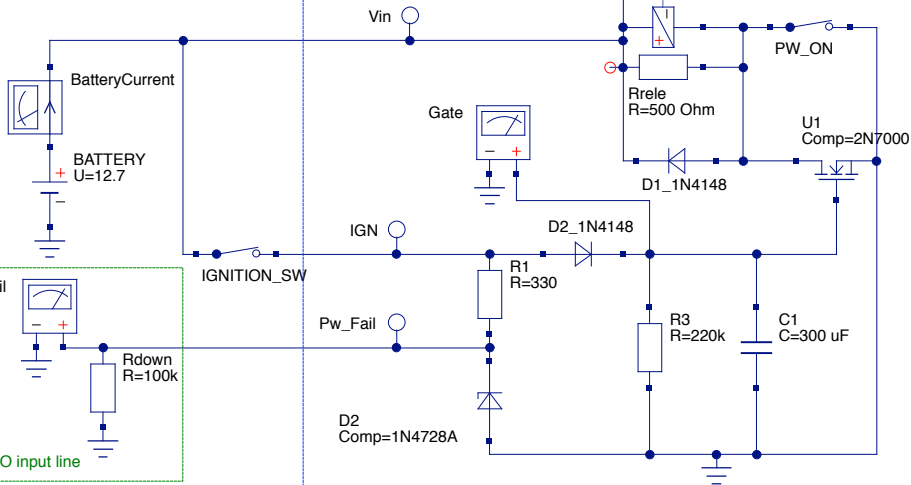 Vin
PW_ON
BatteryCurrent
Rrele
R=500 Ohm
Gate
U1
Comp=2N7000
BATTERY
U=12.7
D1_1N4148
D2_1N4148
IGN
IGNITION_SW
R1
R=330
il
Pw_Fail
R3
R=220k
C1
C=300 uF
Rdown
R=100k
D2
Comp=1N4728A
O input line